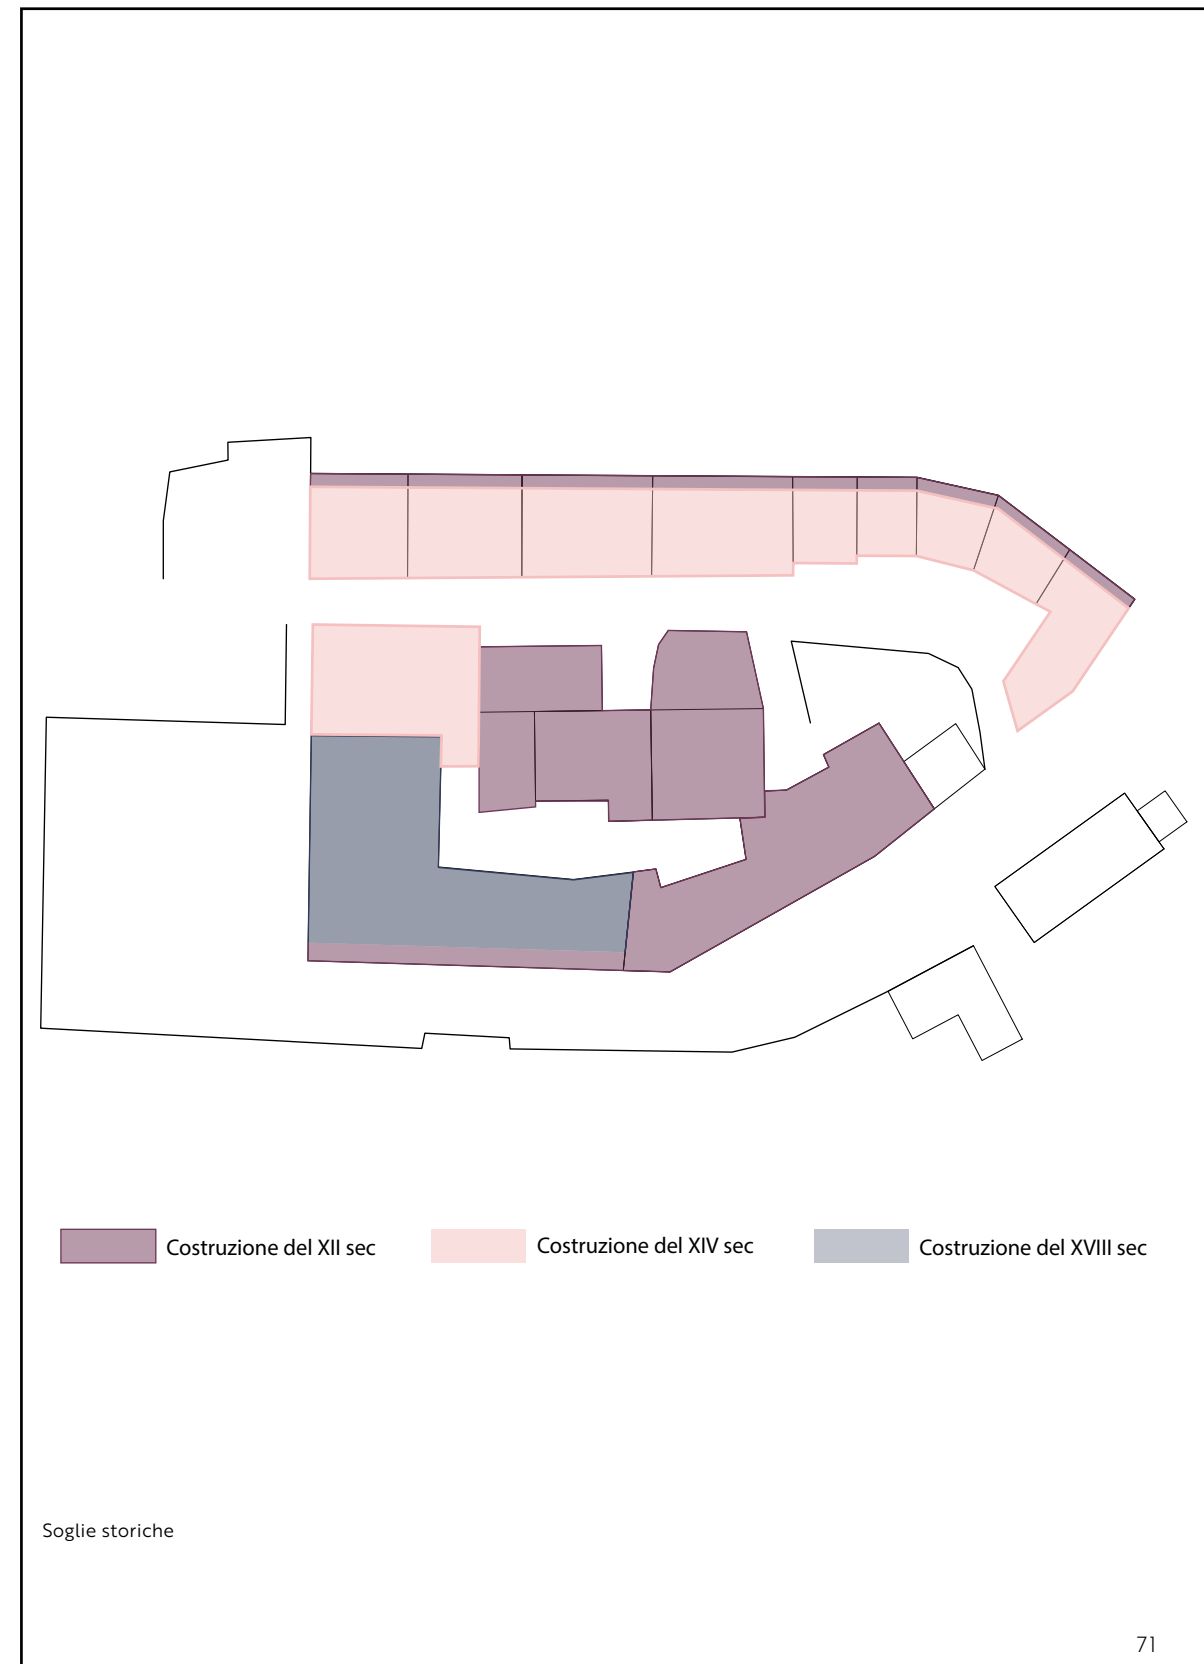 Costruzione del XII sec
Costruzione del XIV sec
Costruzione del XVIII sec
Soglie storiche
71